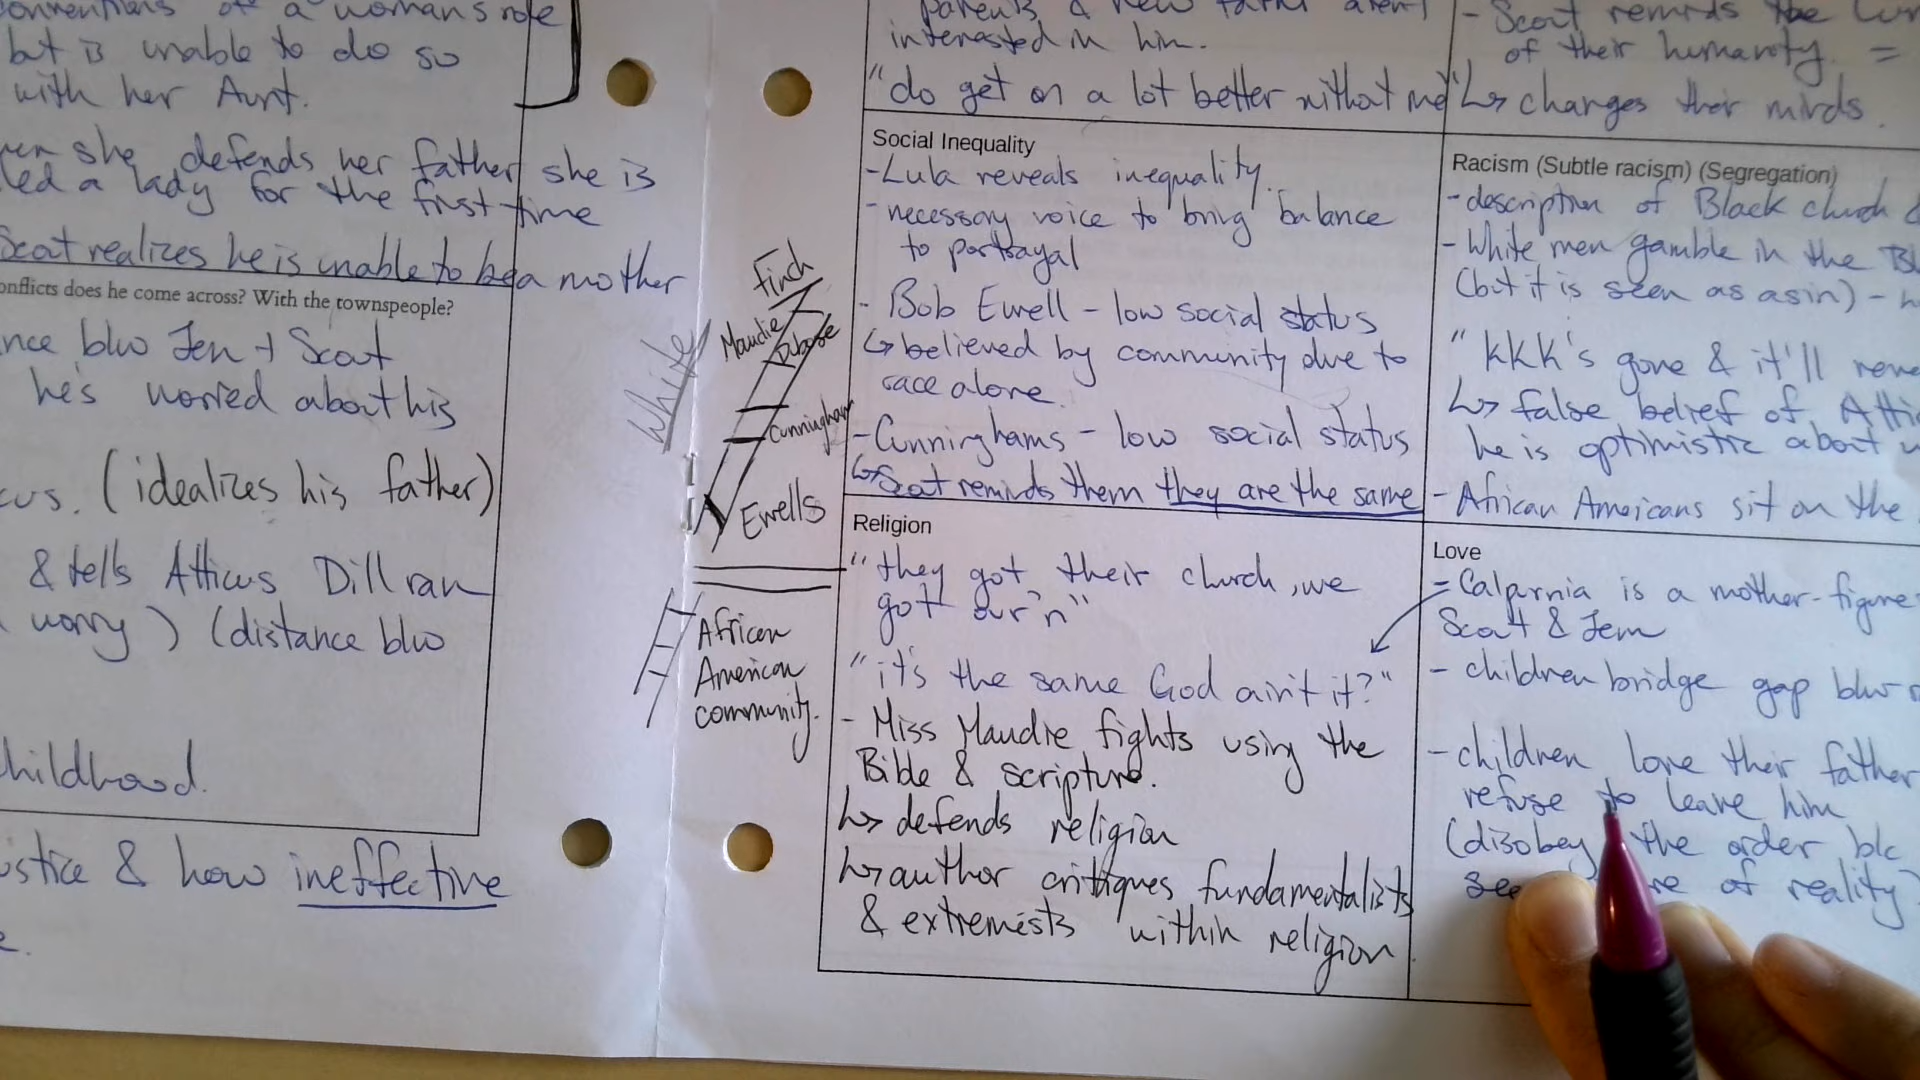 conventions of a woman's role
but is unable to do so
with her Aunt.
she defends her father she is
a lady for the first time
Scout realizes he is unable to be a mother
onflicts does he come across? With the townspeople?
blw Jem + Scout
he's worried about his
(idealizes his father)
& tells Atticus Dill ran
worry) (distance blw
childhood.
& how ineffective
White
Finch
Maudie
Dubose
Cunningham
Ewells
African
American
community.
parents & new father aren't
interested in him.
"do get on a lot better without me"
Social Inequality
- Lula reveals inequality.
- necessary voice to bring balance
to portrayal
- Bob Ewell - low social status
↳ believed by community due to
race alone.
- Cunninghams - low social status
↳ Scout reminds them they are the same
Religion
"they got their church, we
got our'n"
"it's the same God ain't it?"
- Miss Maudie fights using the
Bible & scripture.
↳ defends religion
↳ author critiques fundamentalists
& extremists within religion.
- Scout reminds the
of their humanity. =
↳ changes their minds.
Racism (Subtle racism) (Segregation)
- description of Black church &
- White men gamble in the
(but it is seen as a sin) -
"KKK's gone & it'll
↳ false belief of
he is optimistic about
- African Americans sit on the
Love
- Calpurnia is a mother-figure
Scout & Jem
- children bridge gap blw
- children love their father
refuse to leave him
(disobey the order b/c
of reality)